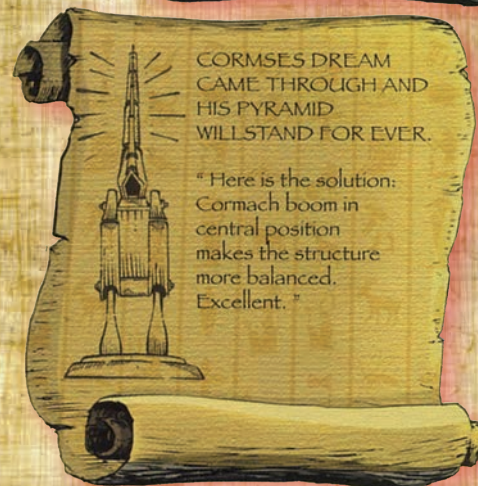 CORMSES DREAM
CAME THROUGH AND
HIS PYRAMID
WILLSTAND FOR EVER.
“ Here is the solution:
Cormach boom in
central position
makes the structure
more balanced.
Excellent. ”